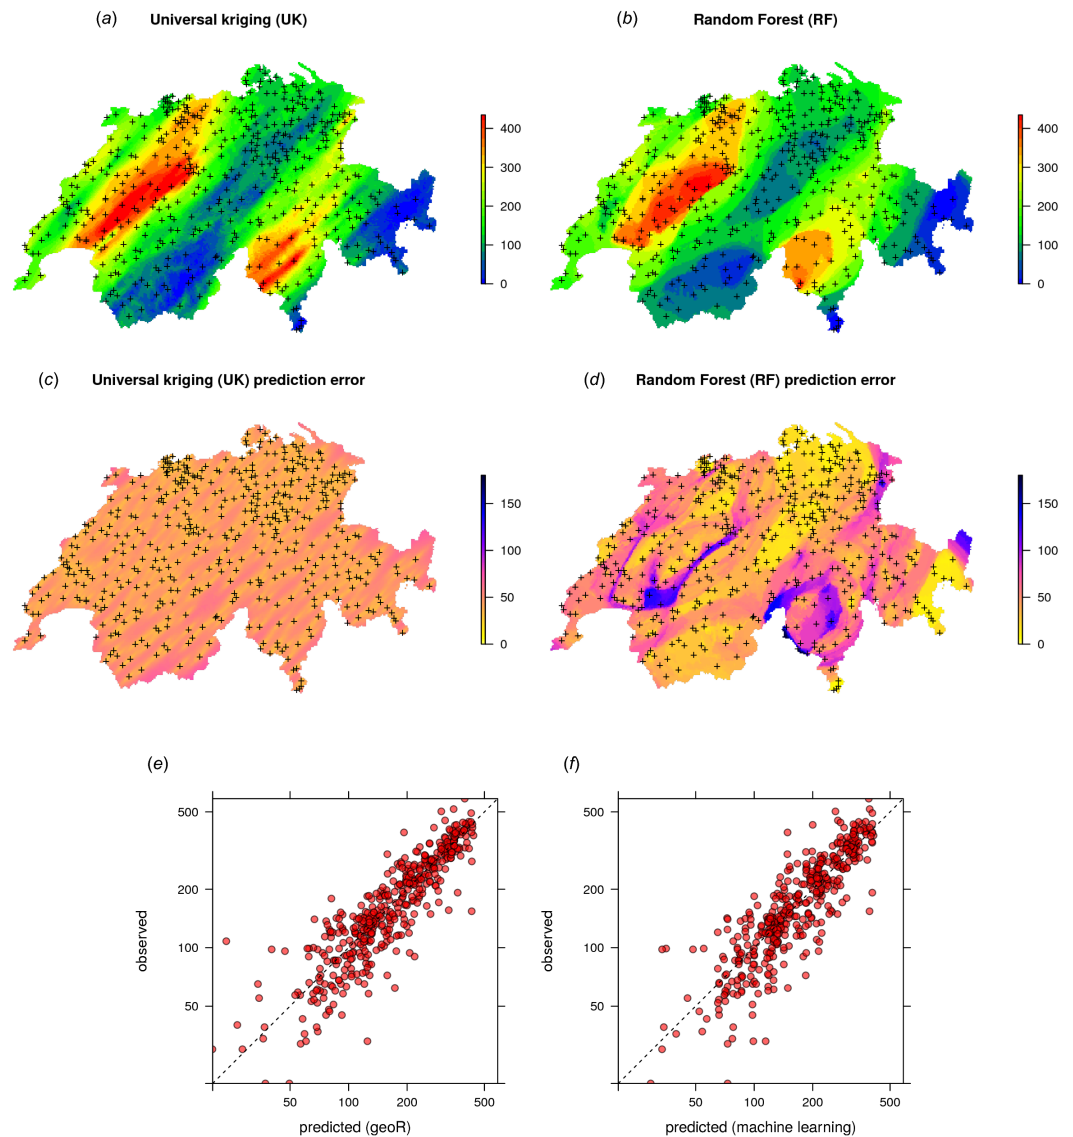 (a) Universal kriging (UK)
(b) Random Forest (RF)
400
300
200
100
0
400
300
200
100
0
(c) Universal kriging (UK) prediction error
(d) Random Forest (RF) prediction error
150
100
50
0
150
100
50
0
(e)
(f)
500
200
100
50
observed
50 100 200 500
predicted (geoR)
500
200
100
50
observed
50 100 200 500
predicted (machine learning)